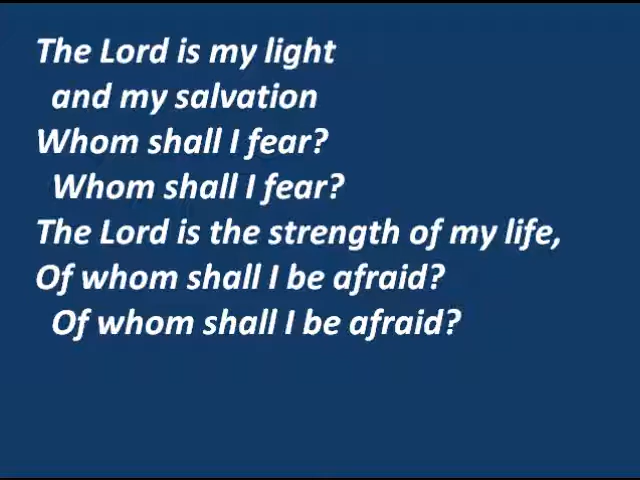 The Lord is my light
and my salvation
Whom shall I fear?
Whom shall I fear?
The Lord is the strength of my life,
Of whom shall I be afraid?
Of whom shall I be afraid?